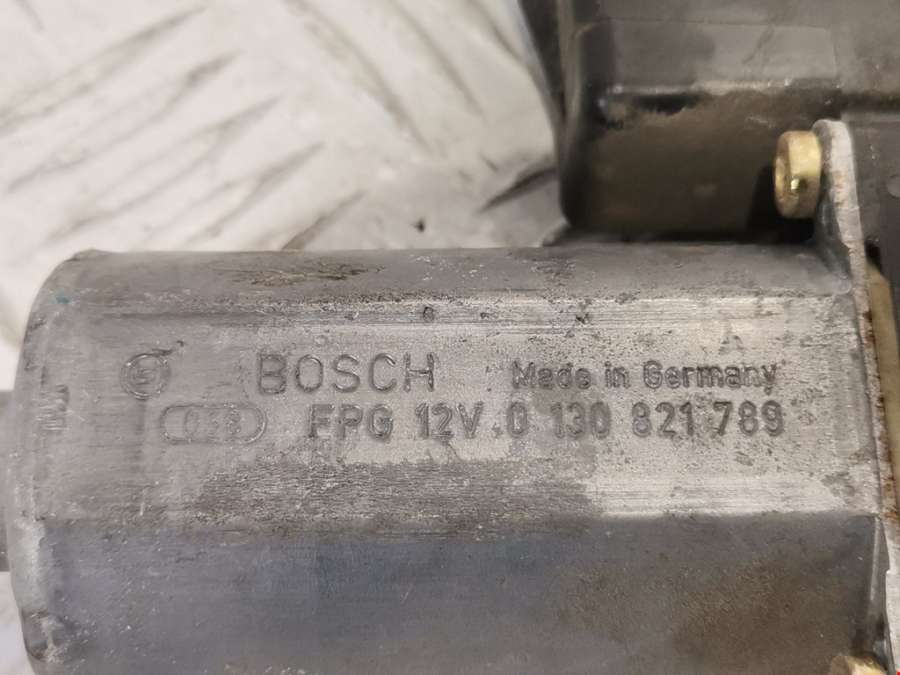 BOSCH Made in Germany
FPG 12V 0 130 821 789